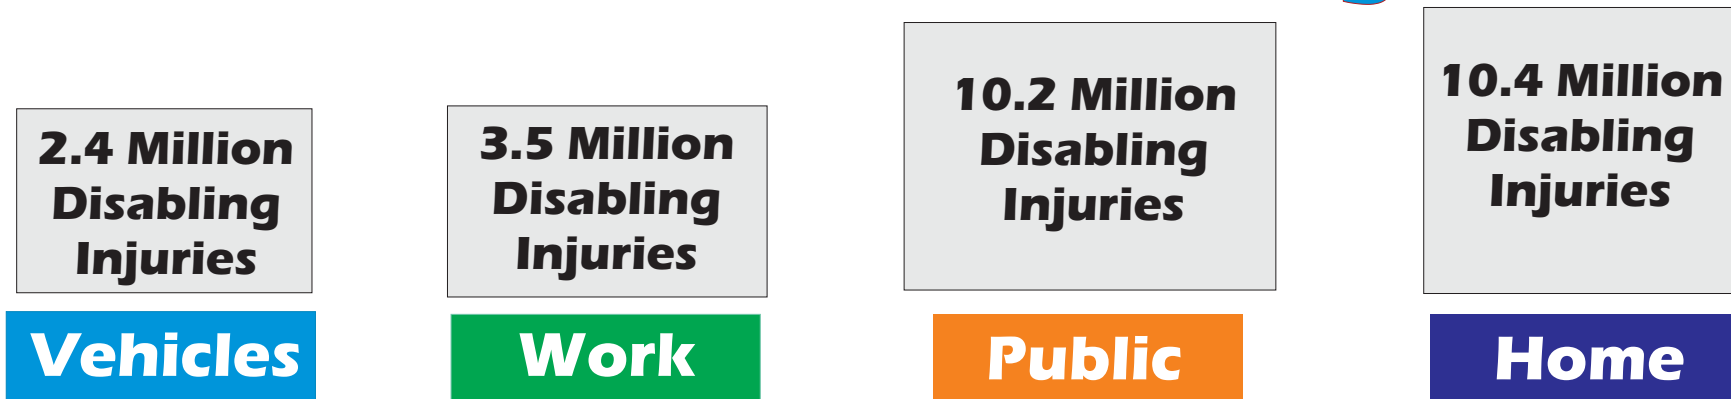 2.4 Million
Disabling
Injuries
Vehicles
3.5 Million
Disabling
Injuries
Work
10.2 Million
Disabling
Injuries
Public
10.4 Million
Disabling
Injuries
Home